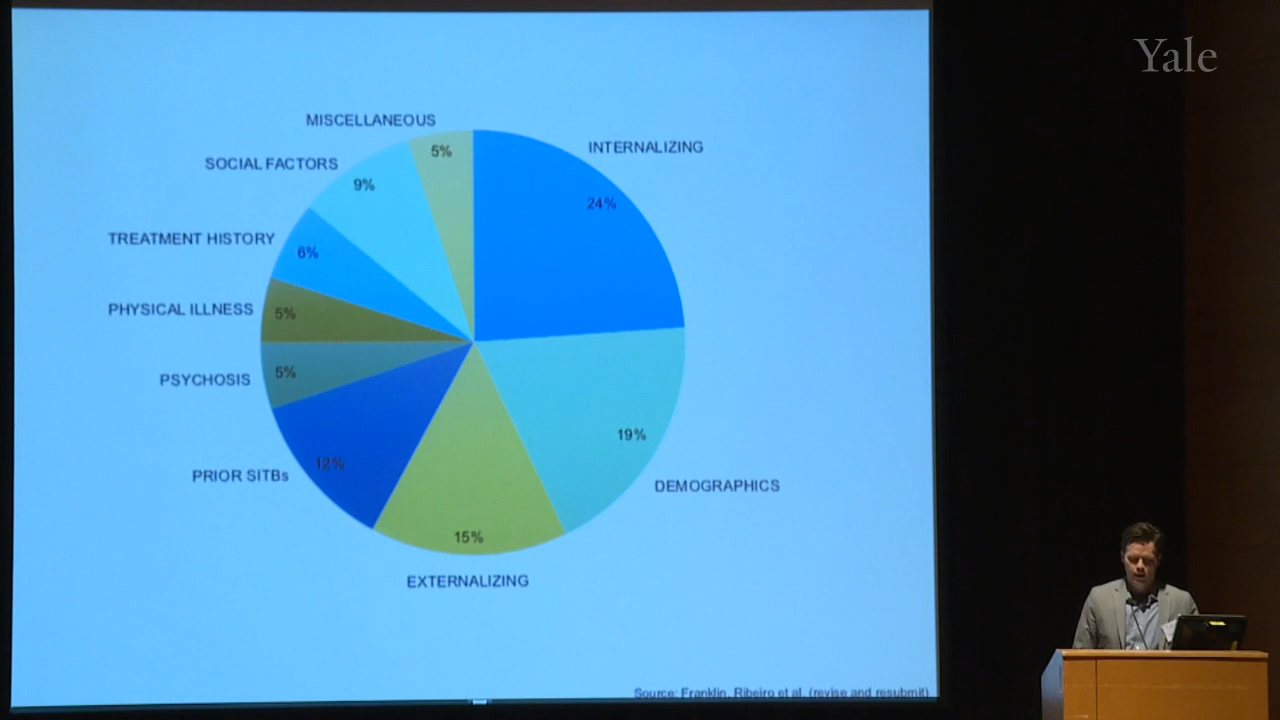 Yale
MISCELLANEOUS
5%
INTERNALIZING
SOCIAL FACTORS
9%
24%
TREATMENT HISTORY
6%
PHYSICAL ILLNESS
5%
PSYCHOSIS
5%
19%
12%
PRIOR SITBs
DEMOGRAPHICS
15%
EXTERNALIZING
Source: Franklin, Ribeiro et al. (revise and resubmit)